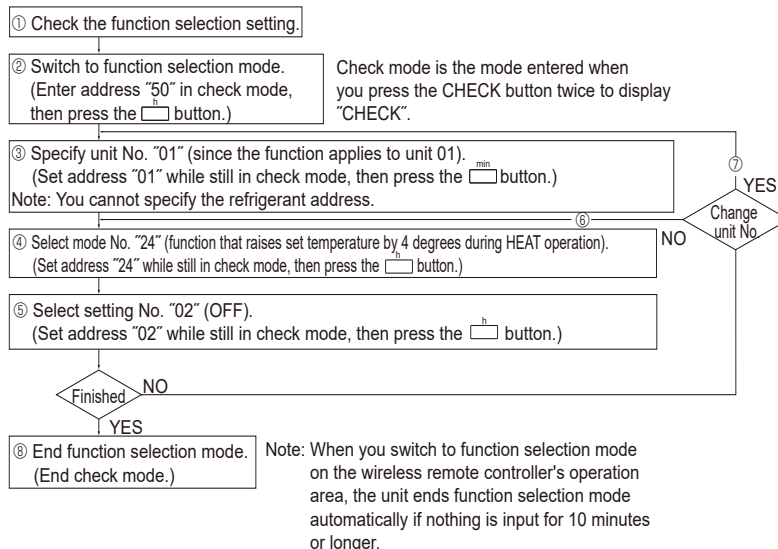 ① Check the function selection setting.
② Switch to function selection mode.
(Enter address ˝50˝ in check mode,
then press the h button.)
Check mode is the mode entered when
you press the CHECK button twice to display
˝CHECK˝.
③ Specify unit No. ˝01˝ (since the function applies to unit 01).
(Set address ˝01˝ while still in check mode, then press the min button.)
Note: You cannot specify the refrigerant address.
⑦
YES
Change
unit No.
⑥
NO
④ Select mode No. ˝24˝ (function that raises set temperature by 4 degrees during HEAT operation).
(Set address ˝24˝ while still in check mode, then press the h button.)
⑤ Select setting No. ˝02˝ (OFF).
(Set address ˝02˝ while still in check mode, then press the h button.)
Finished
NO
YES
⑧ End function selection mode.
(End check mode.)
Note: When you switch to function selection mode
on the wireless remote controller's operation
area, the unit ends function selection mode
automatically if nothing is input for 10 minutes
or longer.